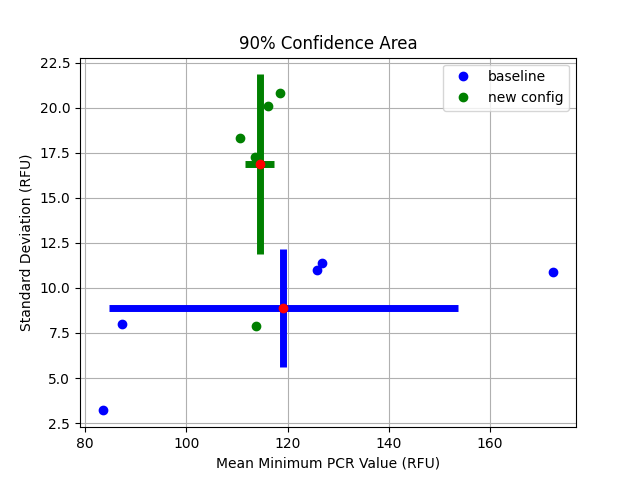 90% Confidence Area
baseline
new config
22.5
20.0
17.5
15.0
12.5
10.0
7.5
5.0
2.5
Standard Deviation (RFU)
80 100 120 140 160
Mean Minimum PCR Value (RFU)